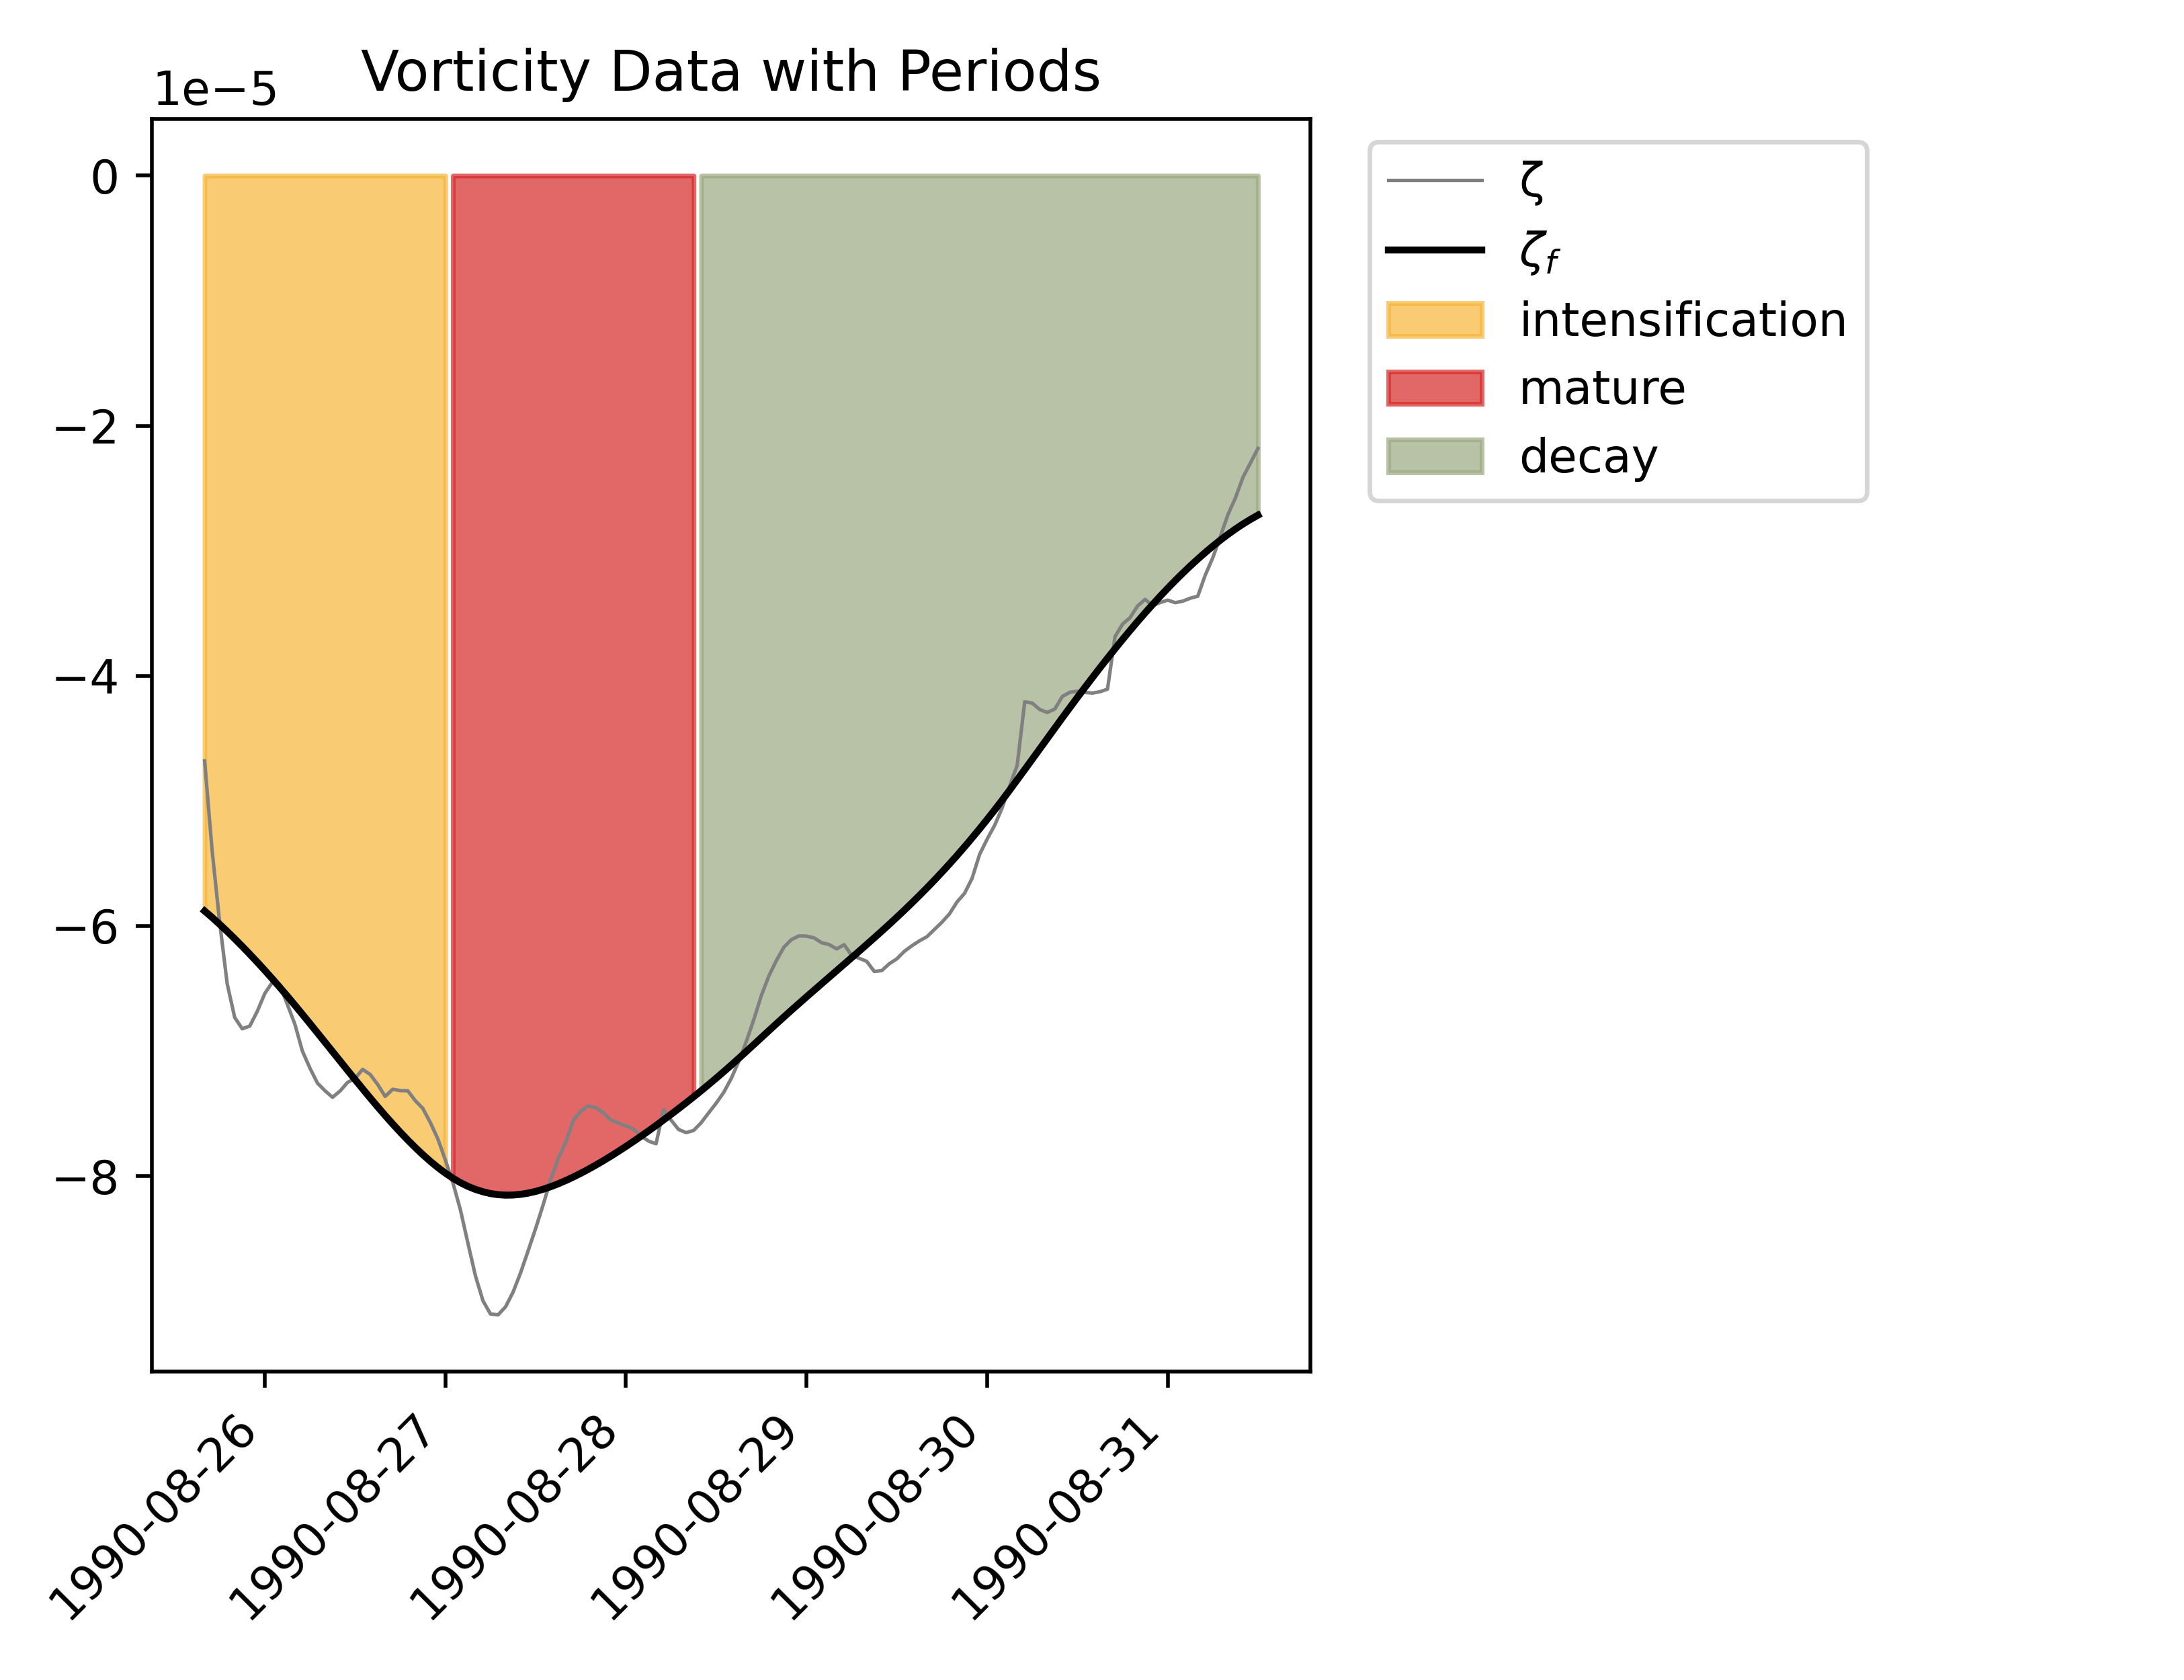 Vorticity Data with Periods
1e−5
0
−2
−4
−6
−8
1990-08-26
1990-08-27
1990-08-28
1990-08-29
1990-08-30
1990-08-31
ζ
ζf
intensification
mature
decay